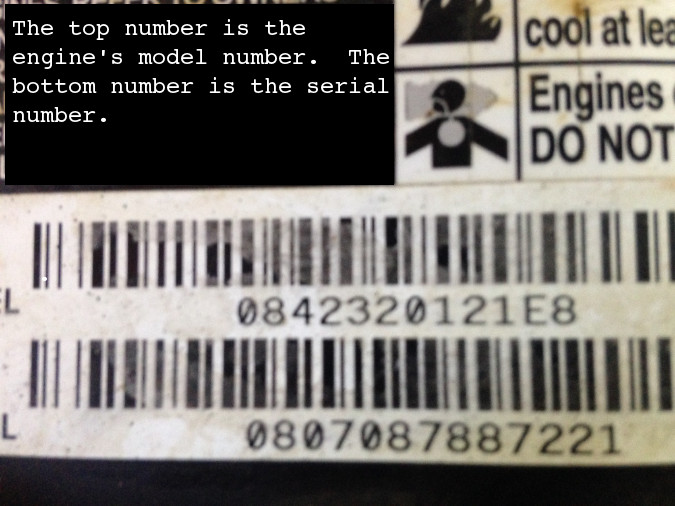 The top number is the
engine's model number.  The
bottom number is the serial
number.
cool at lea
Engines
DO NOT
EL
0842320121E8
L
0807087887221